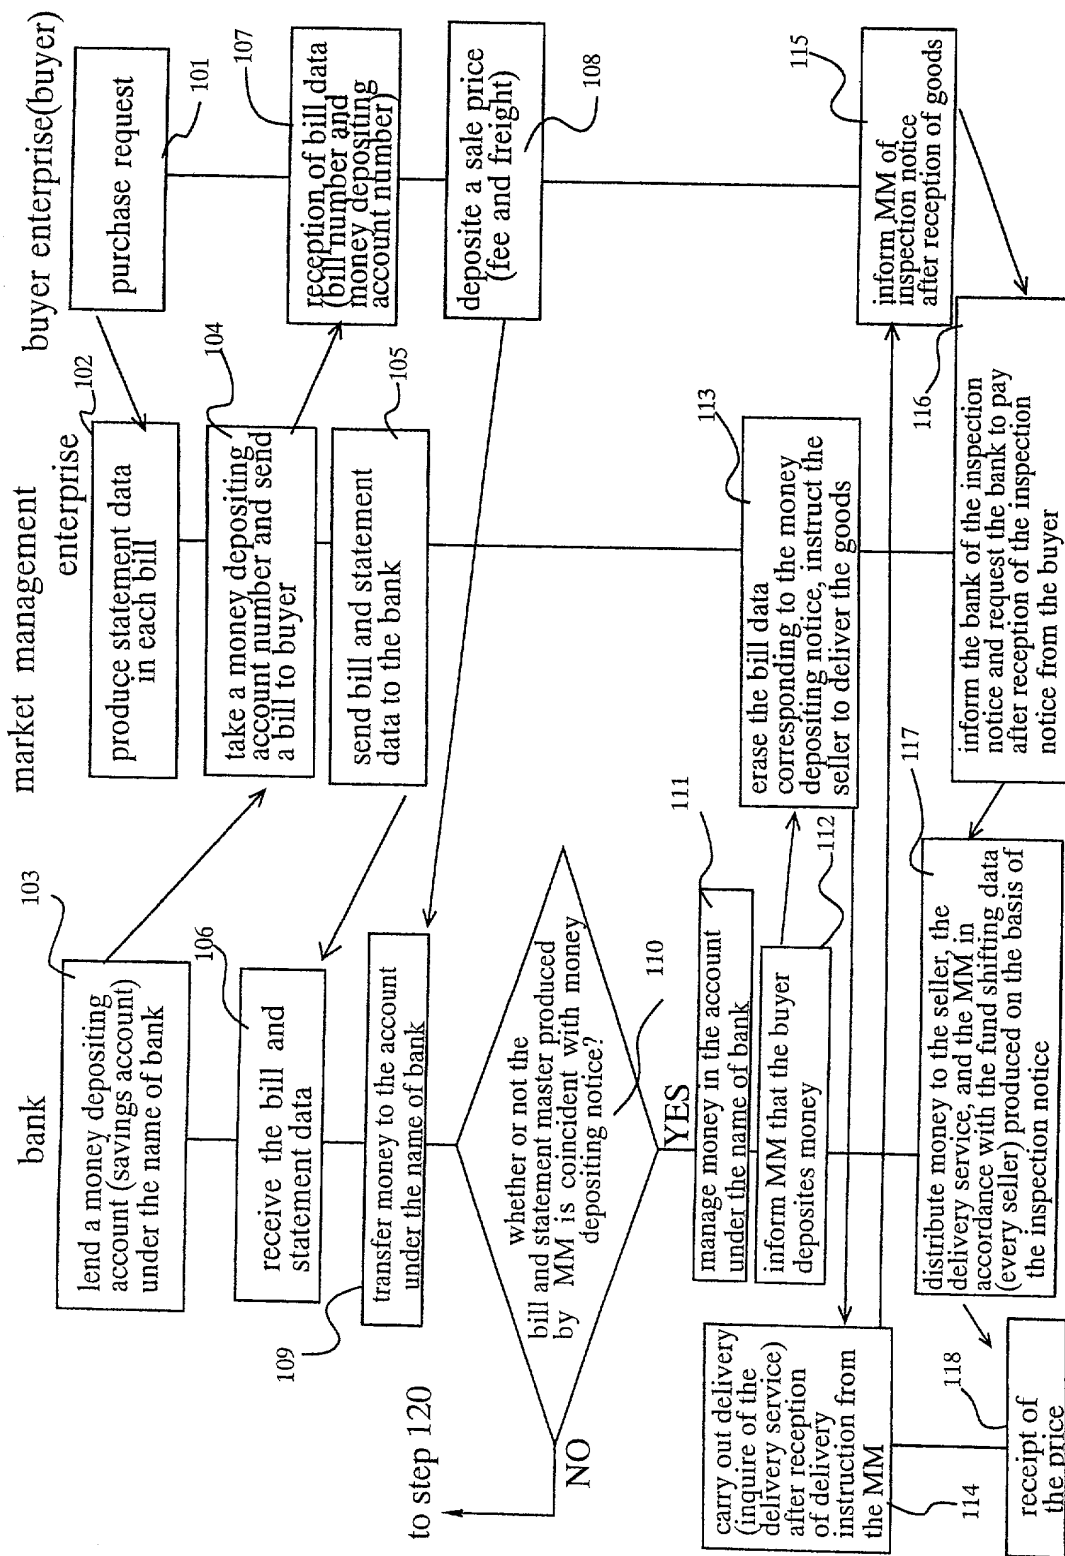 buyer enterprise(buyer)
purchase request
101
107
reception of bill data
(bill number and
money depositing
account number)
deposite a sale price
(fee and freight)
108
115
inform MM of
inspection notice
after reception of goods
market management
enterprise
102
produce statement data
in each bill
104
take a money depositing
account number and send
a bill to buyer
105
send bill and statement
data to the bank
113
erase the bill data
corresponding to the money
depositing notice, instruct the
seller to deliver the goods
116
inform the bank of the inspection
notice and request the bank to pay
after reception of the inspection
notice from the buyer
bank
103
lend a money depositing
account (savings account)
under the name of bank
106
receive the bill and
statement data
109
transfer money to the account
under the name of bank
whether or not the
bill and statement master produced
by MM is coincident with money
depositing notice?
110
YES
NO
to step 120
111
manage money in the account
under the name of bank
112
inform MM that the buyer
deposites money
117
distribute money to the seller, the
delivery service, and the MM in
accordance with the fund shifting data
(every seller) produced on the basis of
the inspection notice
carry out delivery
(inquire of the
delivery service)
after reception
of delivery
instruction from
the MM
114
118
receipt of
the price